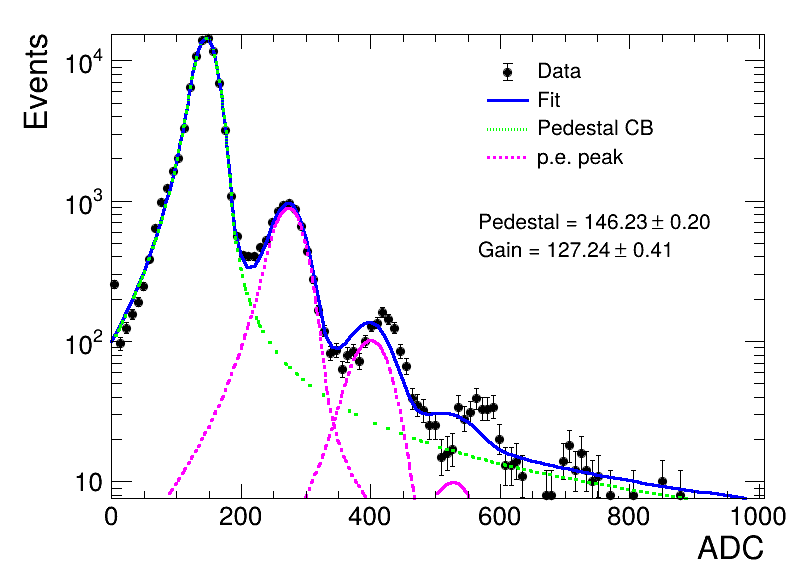 Events
10⁴
10³
10²
10
Data
Fit
Pedestal CB
p.e. peak
Pedestal = 146.23 ± 0.20
Gain = 127.24 ± 0.41
0 200 400 600 800 1000
ADC